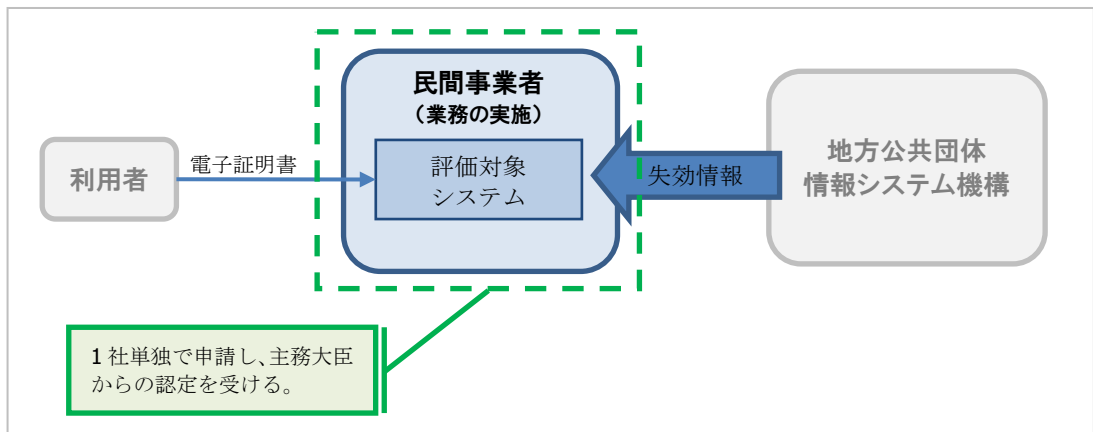 民間事業者
（業務の実施）
利用者
電子証明書
評価対象
システム
失効情報
地方公共団体
情報システム機構
1 社単独で申請し、主務大臣
からの認定を受ける。